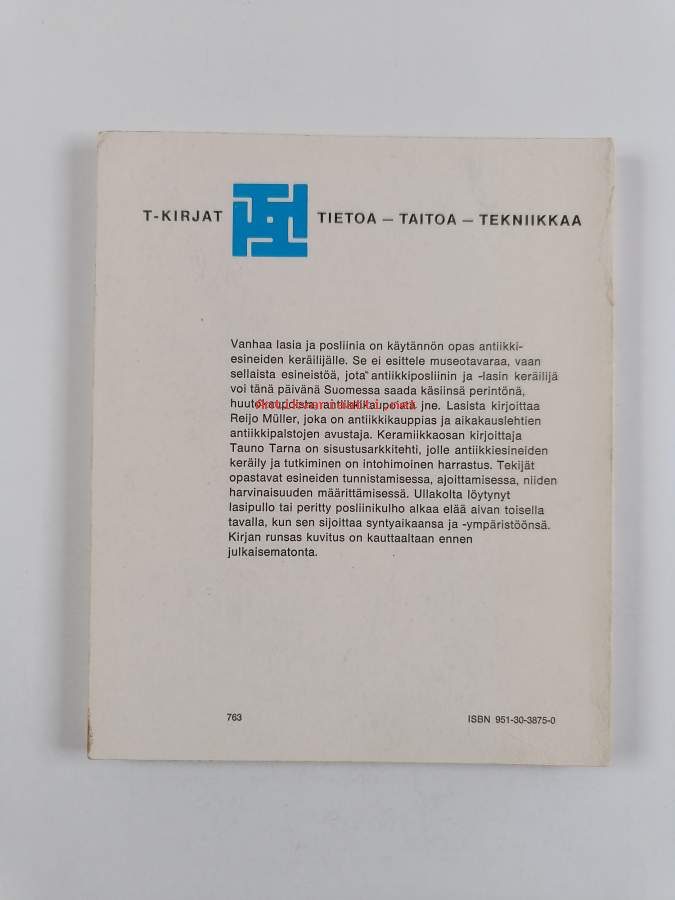 T-KIRJAT TIETOA — TAITOA — TEKNIIKKAA
Vanhaa lasia ja posliinia on käytännön opas antiikki-
esineiden keräilijälle. Se ei esittele museotavaraa, vaan
sellaista esineistöä, jota antiikkiposliinin ja -lasin keräilijä
voi tänä päivänä Suomessa saada käsiinsä perintönä,
jne. Lasista kirjoittaa
Reijo Müller, joka on antiikkikauppias ja aikakauslehtien
antiikkipalstojen avustaja. Keramiikkaosan kirjoittaja
Tauno Tarna on sisustusarkkitehti, jolle antiikkiesineiden
keräily ja tutkiminen on intohimoinen harrastus. Tekijät
opastavat esineiden tunnistamisessa, ajoittamisessa, niiden
harvinaisuuden määrittämisessä. Ullakolta löytynyt
lasipullo tai peritty posliinikulho alkaa elää aivan toisella
tavalla, kun sen sijoittaa syntyaikaansa ja -ympäristöönsä.
Kirjan runsas kuvitus on kauttaaltaan ennen
julkaisematonta.
763
ISBN 951-30-3875-0